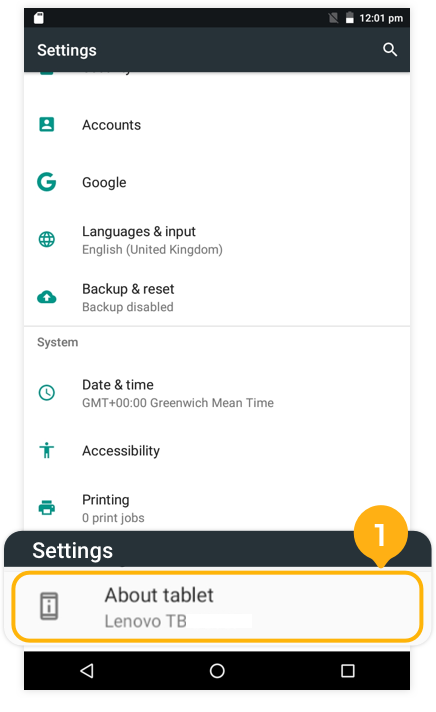 12:01 pm
Settings
Accounts
Google
Languages & input
English (United Kingdom)
Backup & reset
Backup disabled
System
Date & time
GMT+00:00 Greenwich Mean Time
Accessibility
Printing
0 print jobs
1
Settings
About tablet
Lenovo TB